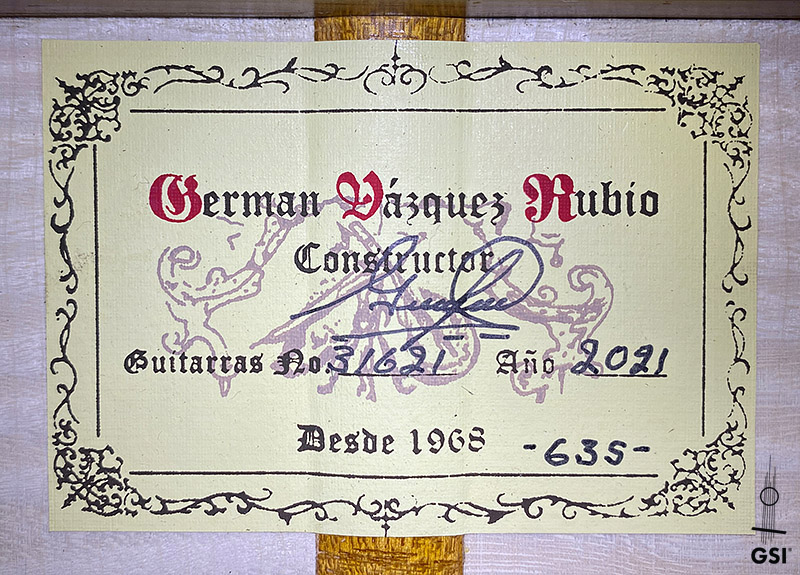 German Vázquez Rubio
Constructor
Guitarras No. 31621 Año 2021
Desde 1968 -635-
GSI